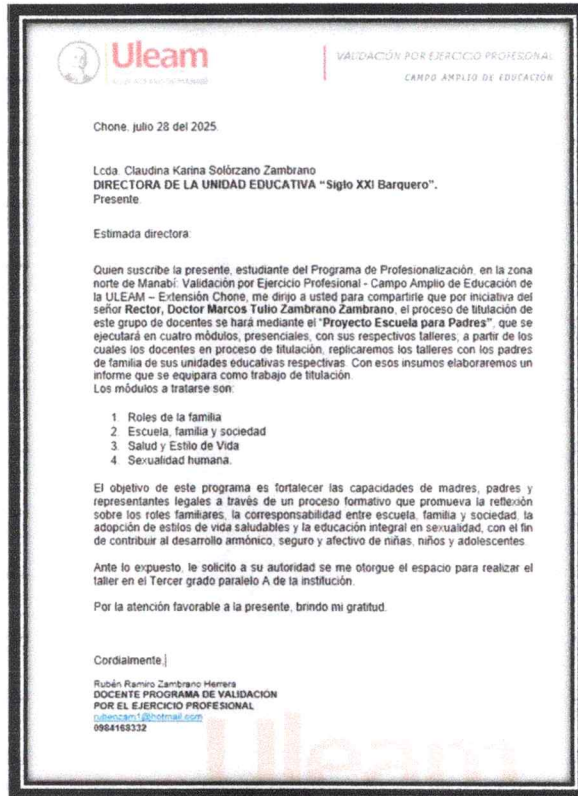 Uleam
VALIDACIÓN POR EJERCICIO PROFESIONAL
CAMPO AMPLIO DE EDUCACIÓN
Chone, julio 28 del 2025.
Lcda. Claudina Karina Solórzano Zambrano
DIRECTORA DE LA UNIDAD EDUCATIVA “Siglo XXI Barquero”.
Presente.
Estimada directora:
Quien suscribe la presente, estudiante del Programa de Profesionalización, en la zona
norte de Manabí: Validación por Ejercicio Profesional - Campo Amplio de Educación de
la ULEAM – Extensión Chone, me dirijo a usted para compartirle que por iniciativa del
señor Rector, Doctor Marcos Tulio Zambrano Zambrano, el proceso de titulación de
este grupo de docentes se hará mediante el “Proyecto Escuela para Padres”, que se
ejecutará en cuatro módulos, presenciales, con sus respectivos talleres; a partir de los
cuales los docentes en proceso de titulación, replicaremos los talleres con los padres
de familia de sus unidades educativas respectivas. Con esos insumos elaboraremos un
informe que se equipara como trabajo de titulación.
Los módulos a tratarse son:
1. Roles de la familia
2. Escuela, familia y sociedad
3. Salud y Estilo de Vida
4. Sexualidad humana.
El objetivo de este programa es fortalecer las capacidades de madres, padres y
representantes legales a través de un proceso formativo que promueva la reflexión
sobre los roles familiares, la corresponsabilidad entre escuela, familia y sociedad, la
adopción de estilos de vida saludables y la educación integral en sexualidad, con el fin
de contribuir al desarrollo armónico, seguro y afectivo de niñas, niños y adolescentes.
Ante lo expuesto, le solicito a su autoridad se me otorgue el espacio para realizar el
taller en el Tercer grado paralelo A de la institución.
Por la atención favorable a la presente, brindo mi gratitud.
Cordialmente,
Rubén Ramiro Zambrano Herrera
DOCENTE PROGRAMA DE VALIDACIÓN
POR EL EJERCICIO PROFESIONAL
rubenzam1@hotmail.com
0984168332
Uleam